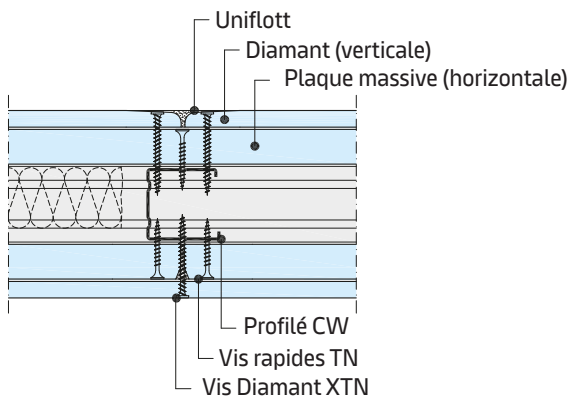 Uniflott
Diamant (verticale)
Plaque massive (horizontale)
Profilé CW
Vis rapides TN
Vis Diamant XTN